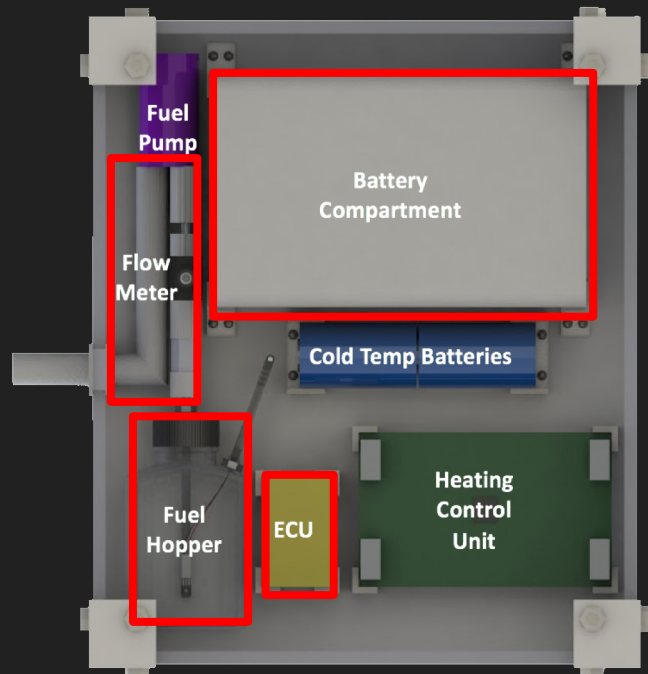 Fuel
Pump
Battery
Compartment
Flow
Meter
Cold Temp Batteries
Heating
Control
Unit
Fuel
Hopper
ECU